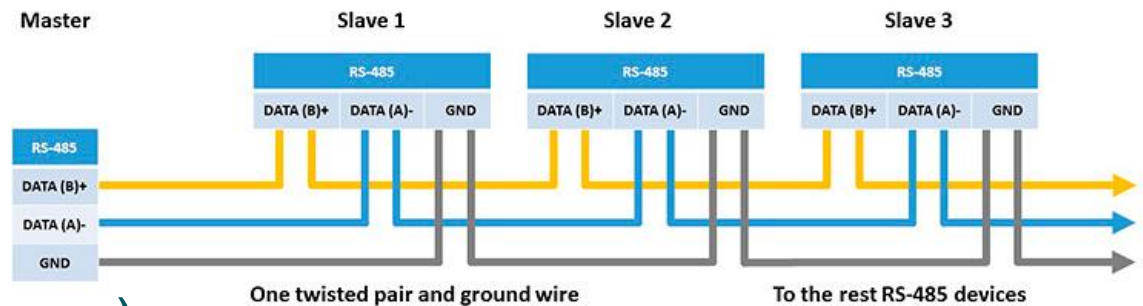 Master Slave 1 Slave 2 Slave 3
RS-485 RS-485 RS-485
DATA (B)+ DATA (A)- GND DATA (B)+ DATA (A)- GND DATA (B)+ DATA (A)- GND
RS-485
DATA (B)+
DATA (A)-
GND
One twisted pair and ground wire To the rest RS-485 devices